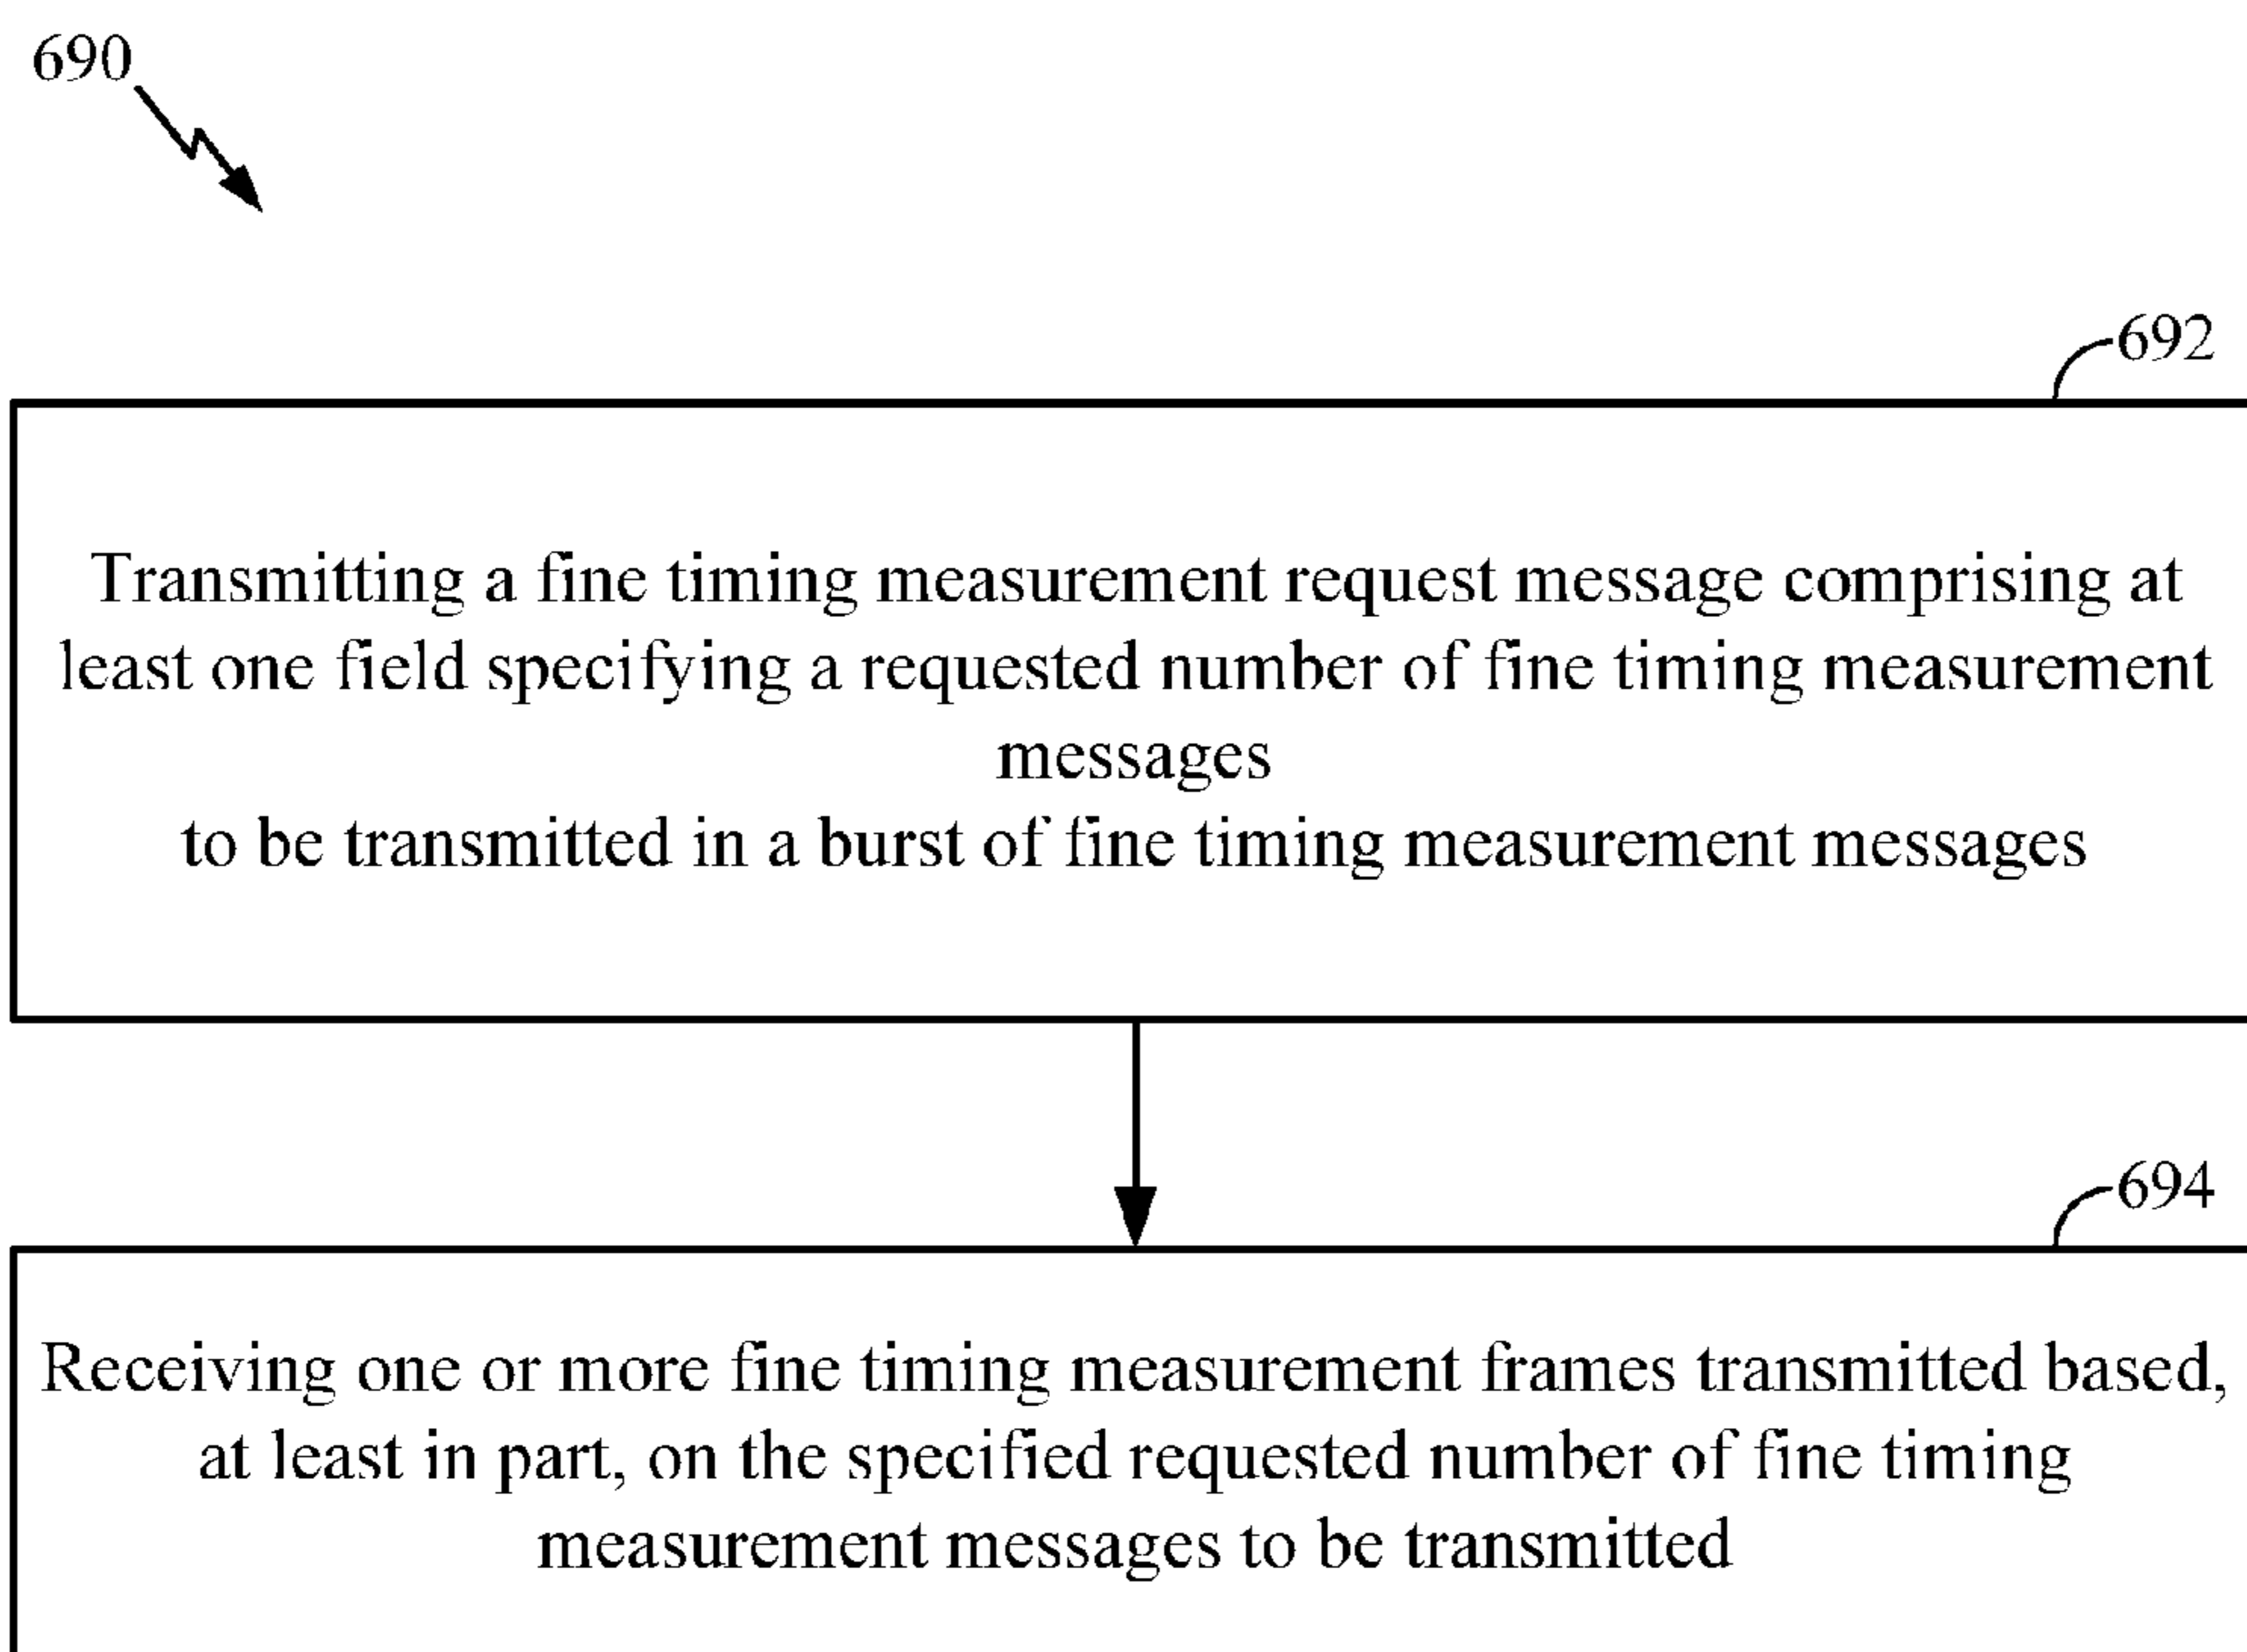 690
692
Transmitting a fine timing measurement request message comprising at
least one field specifying a requested number of fine timing measurement
messages
to be transmitted in a burst of fine timing measurement messages
694
Receiving one or more fine timing measurement frames transmitted based,
at least in part, on the specified requested number of fine timing
measurement messages to be transmitted